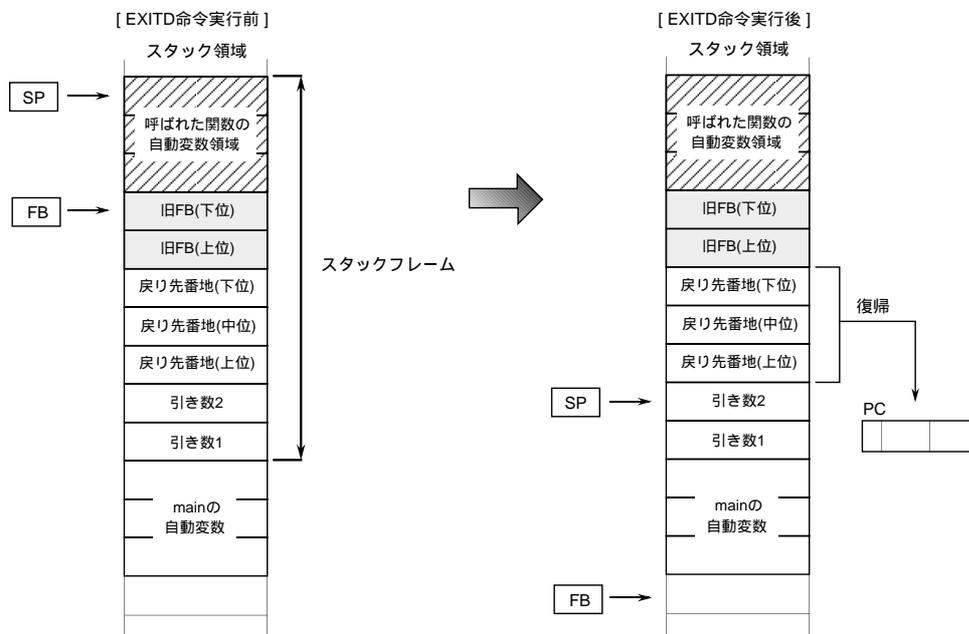 [ EXITD命令実行前 ]
スタック領域
SP
呼ばれた関数の
自動変数領域
FB
旧FB(下位)
旧FB(上位)
戻り先番地(下位)
戻り先番地(中位)
戻り先番地(上位)
引き数2
引き数1
mainの
自動変数
スタックフレーム
[ EXITD命令実行後 ]
スタック領域
呼ばれた関数の
自動変数領域
旧FB(下位)
旧FB(上位)
戻り先番地(下位)
戻り先番地(中位)
戻り先番地(上位)
復帰
SP
引き数2
引き数1
PC
mainの
自動変数
FB